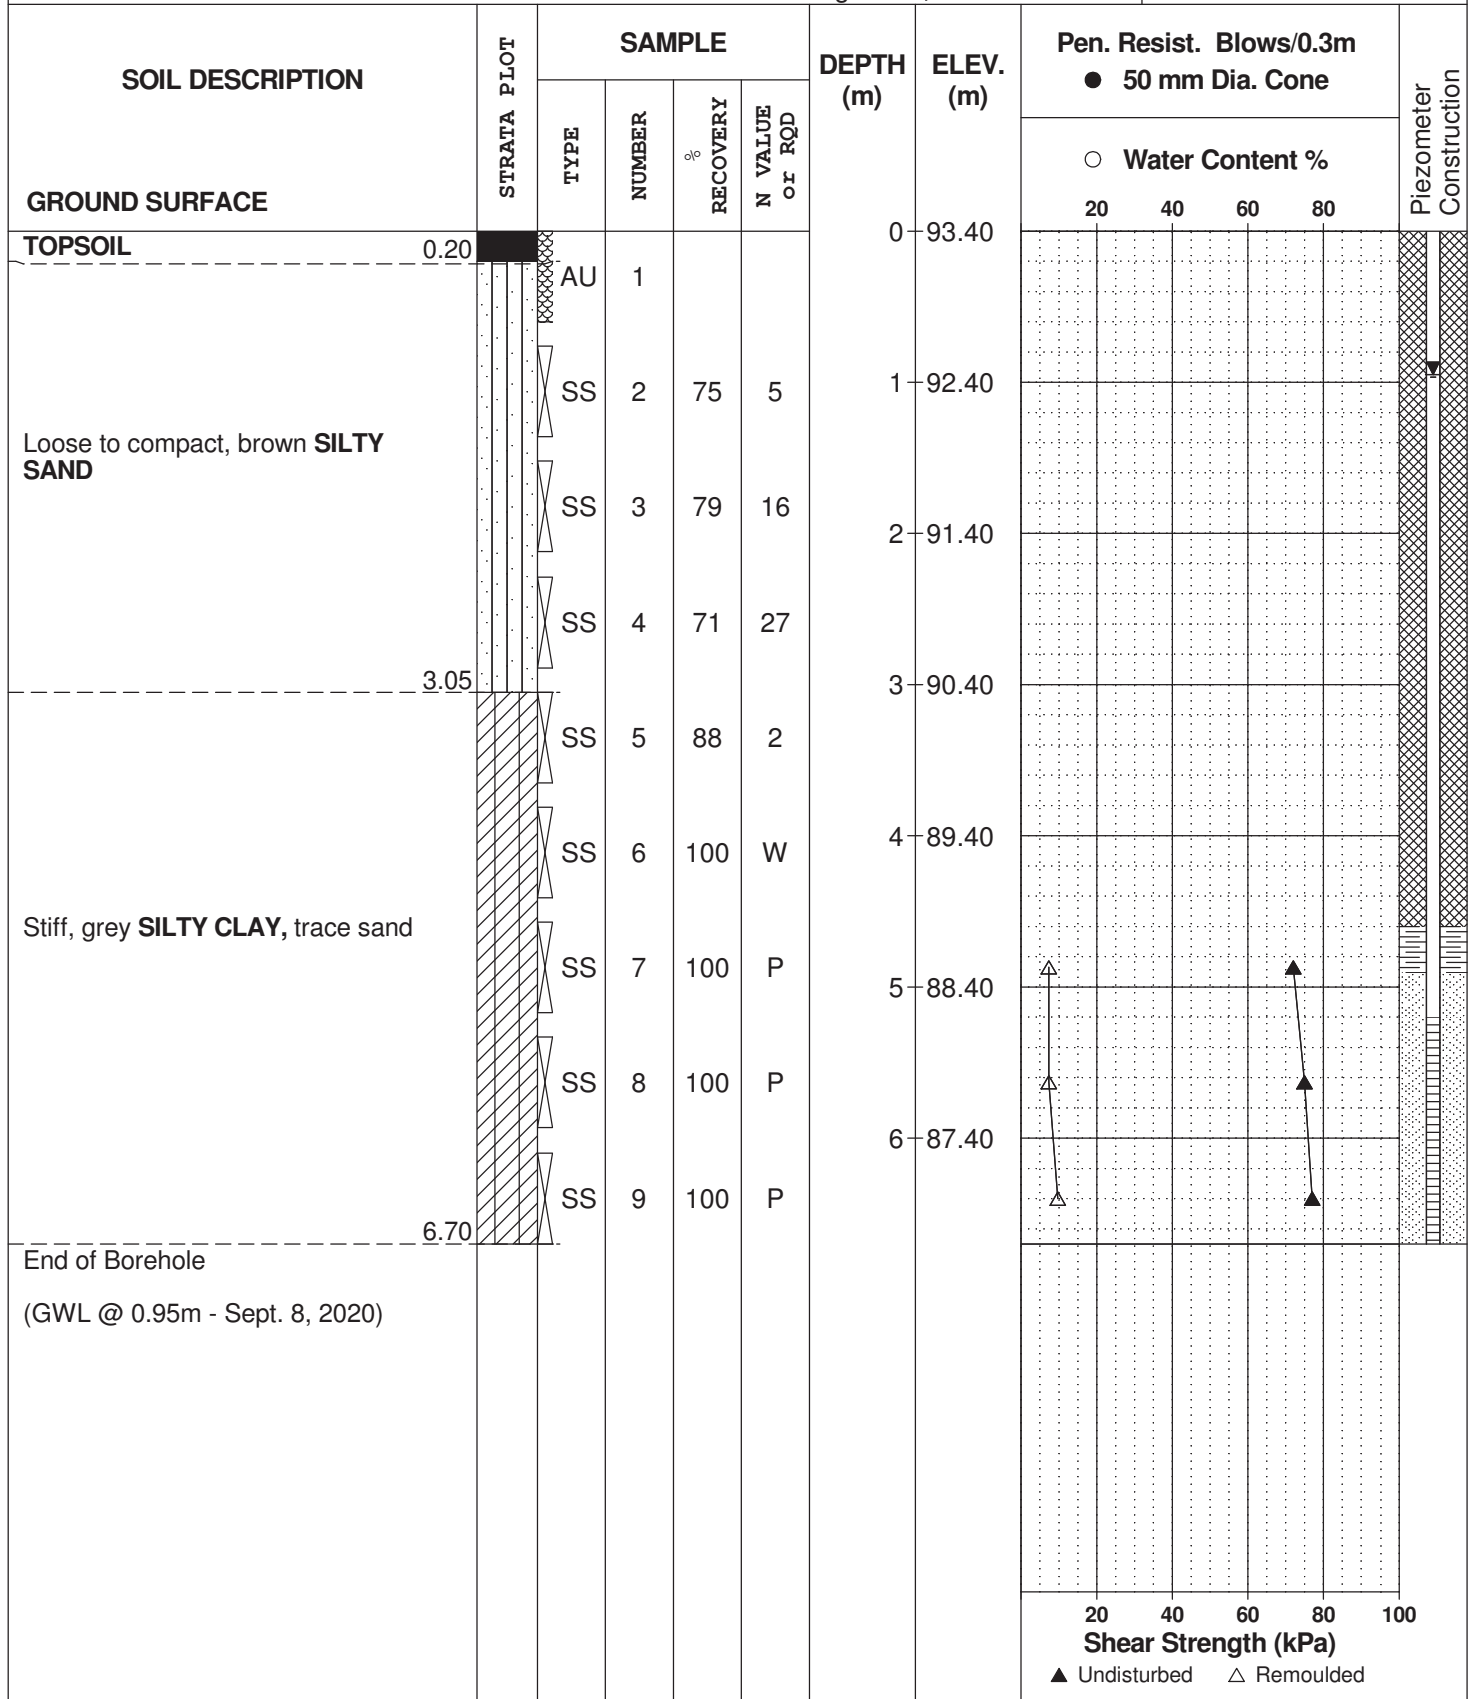 SOIL DESCRIPTION
GROUND SURFACE
STRATA PLOT
SAMPLE
TYPE
NUMBER
%
RECOVERY
N VALUE
or RQD
DEPTH
(m)
ELEV.
(m)
Pen. Resist. Blows/0.3m
● 50 mm Dia. Cone
○ Water Content %
20 40 60 80
Piezometer
Construction
TOPSOIL 0.20
0 93.40
AU 1
SS 2 75 5
1 92.40
Loose to compact, brown SILTY
SAND
SS 3 79 16
2 91.40
SS 4 71 27
3.05
3 90.40
SS 5 88 2
4 89.40
SS 6 100 W
Stiff, grey SILTY CLAY, trace sand
SS 7 100 P
5 88.40
SS 8 100 P
6 87.40
SS 9 100 P
6.70
End of Borehole
(GWL @ 0.95m - Sept. 8, 2020)
20 40 60 80 100
Shear Strength (kPa)
▲ Undisturbed △ Remoulded